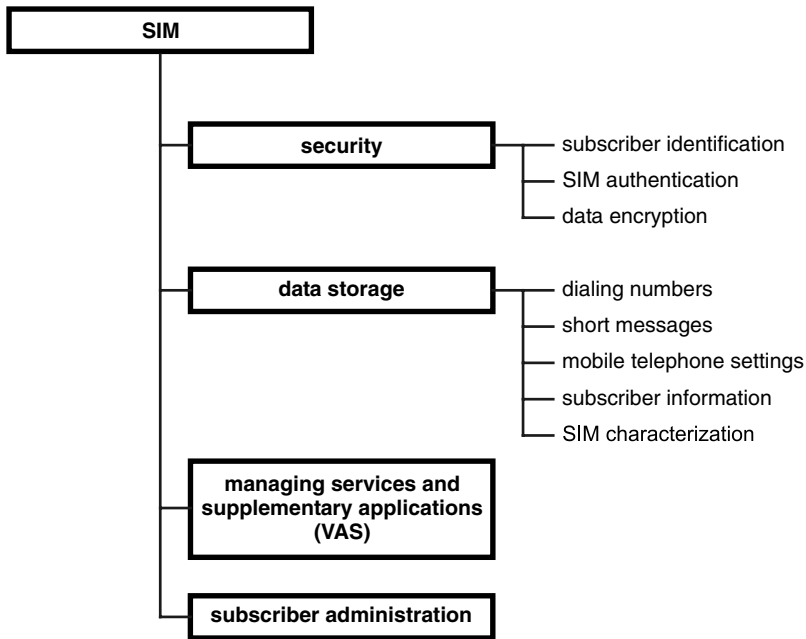 SIM
security
subscriber identification
SIM authentication
data encryption
data storage
dialing numbers
short messages
mobile telephone settings
subscriber information
SIM characterization
managing services and
supplementary applications
(VAS)
subscriber administration